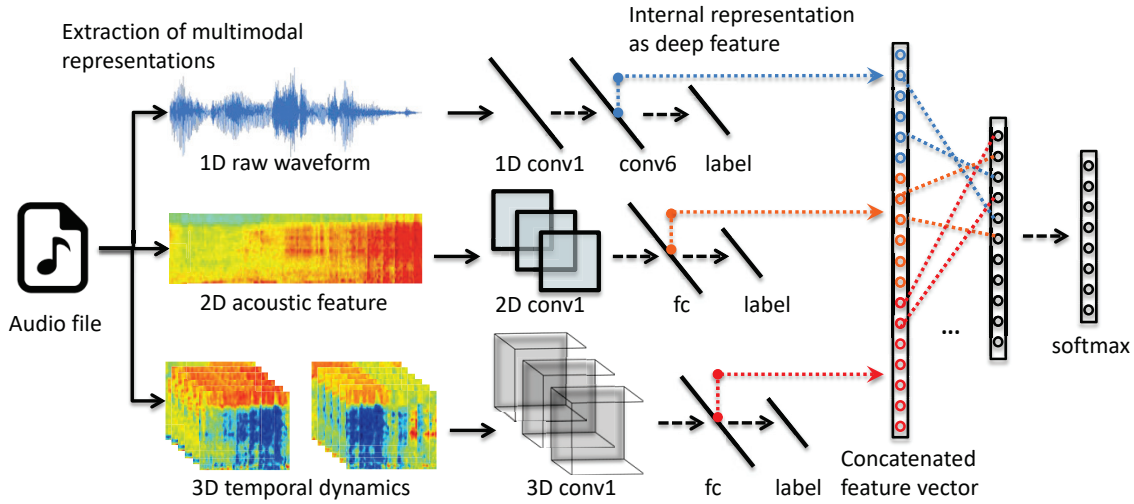 Extraction of multimodal
representations
Internal representation
as deep feature
1D raw waveform
1D conv1
conv6
label
Audio file
2D acoustic feature
2D conv1
fc
label
3D temporal dynamics
3D conv1
fc
label
...
Concatenated
feature vector
softmax